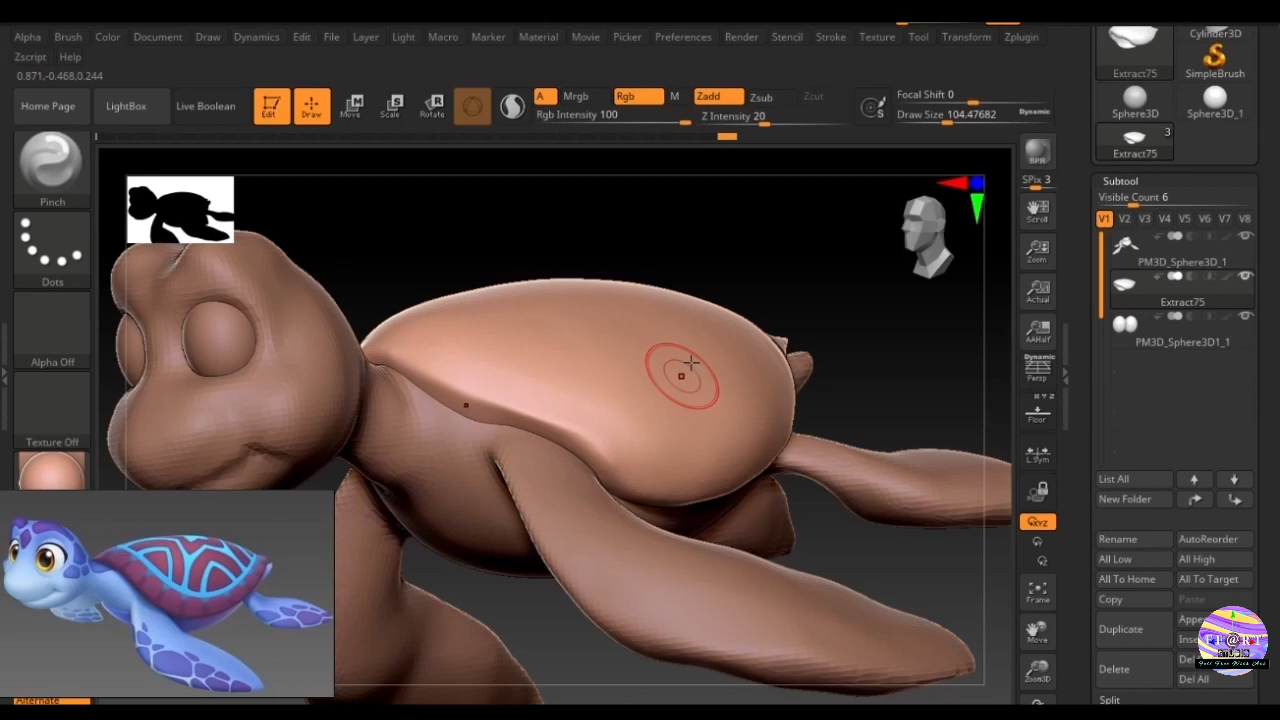 Alpha Brush Color Document Draw Dynamics Edit File Layer Light Macro Marker Material Movie Picker Preferences Render Stencil Stroke Texture Tool Transform Zplugin
Zscript Help
0.871,-0.468,0.244
Home Page LightBox Live Boolean Edit Draw Move Scale Rotate
A Mrgb Rgb M Zadd Zsub Zcut
Rgb Intensity 100 Z Intensity 20
Focal Shift 0
Draw Size 104.47682 Dynamic
Pinch
Dots
Alpha Off
Texture Off
Alternate
BPR
SPix 3
Scroll
Zoom
Actual
AAHalf
Dynamic
Persp
Floor
L.Sym
XYZ
Frame
Move
Zoom3D
Cylinder3D
Extract75 SimpleBrush
Sphere3D Sphere3D_1
3
Extract75
Subtool
Visible Count 6
V1 V2 V3 V4 V5 V6 V7 V8
PM3D_Sphere3D_1
Extract75
PM3D_Sphere3D1_1
List All
New Folder
Rename AutoReorder
All Low All High
All To Home All To Target
Copy Paste
Duplicate
Delete
Del All
Split